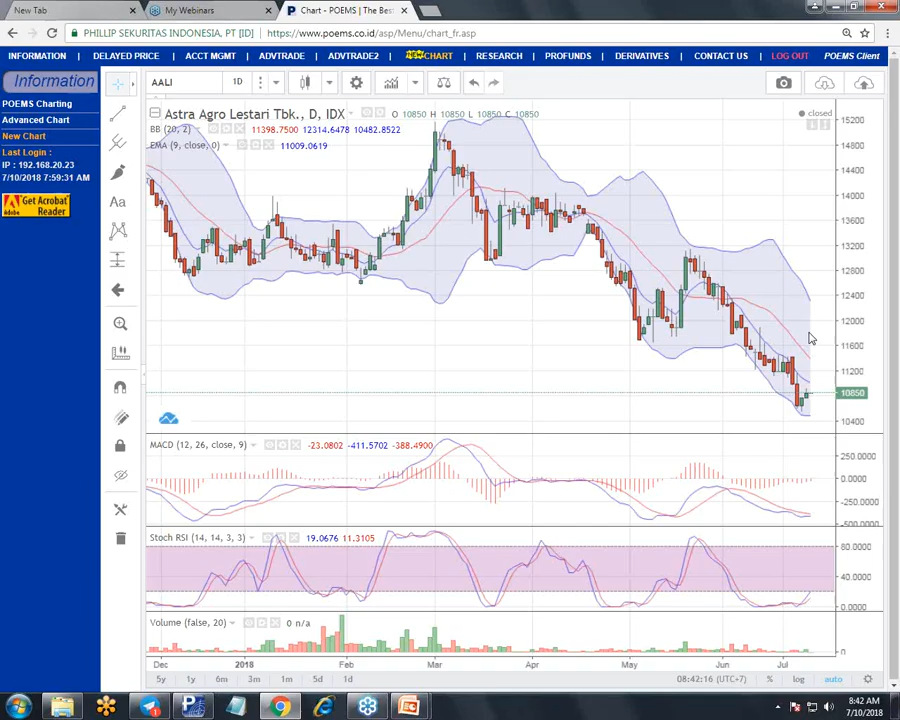 New Tab
My Webinars
Chart - POEMS | The Bes
PHILLIP SEKURITAS INDONESIA, PT [ID]
https://www.poems.co.id/asp/Menu/chart_fr.asp
INFORMATION
DELAYED PRICE
ACCT MGMT
ADVTRADE
ADVTRADE2
NEWCHART
RESEARCH
PROFUNDS
DERIVATIVES
CONTACT US
LOG OUT
POEMS Client
Information
POEMS Charting
Advanced Chart
New Chart
Last Login :
IP : 192.168.20.23
7/10/2018 7:59:31 AM
Get Acrobat
Reader
Adobe
AALI
1D
Aa
Astra Agro Lestari Tbk., D, IDX
O 10850 H 10850 L 10850 C 10850
closed
BB (20, 2) 11398.7500 12314.6478 10482.8522
EMA (9, close, 0) 11009.0619
15200
14800
14400
14000
13600
13200
12800
12400
12000
11600
11200
10850
10400
MACD (12, 26, close, 9) -23.0802 -411.5702 -388.4900
250.0000
0.0000
-250.0000
-500.0000
Stoch RSI (14, 14, 3, 3) 19.0676 11.3105
80.0000
40.0000
0.0000
Volume (false, 20) 0 n/a
0
Dec 2018 Feb Mar Apr May Jun Jul
5y 1y 6m 3m 1m 5d 1d
08:42:16 (UTC+7) % log auto
8:42 AM
7/10/2018